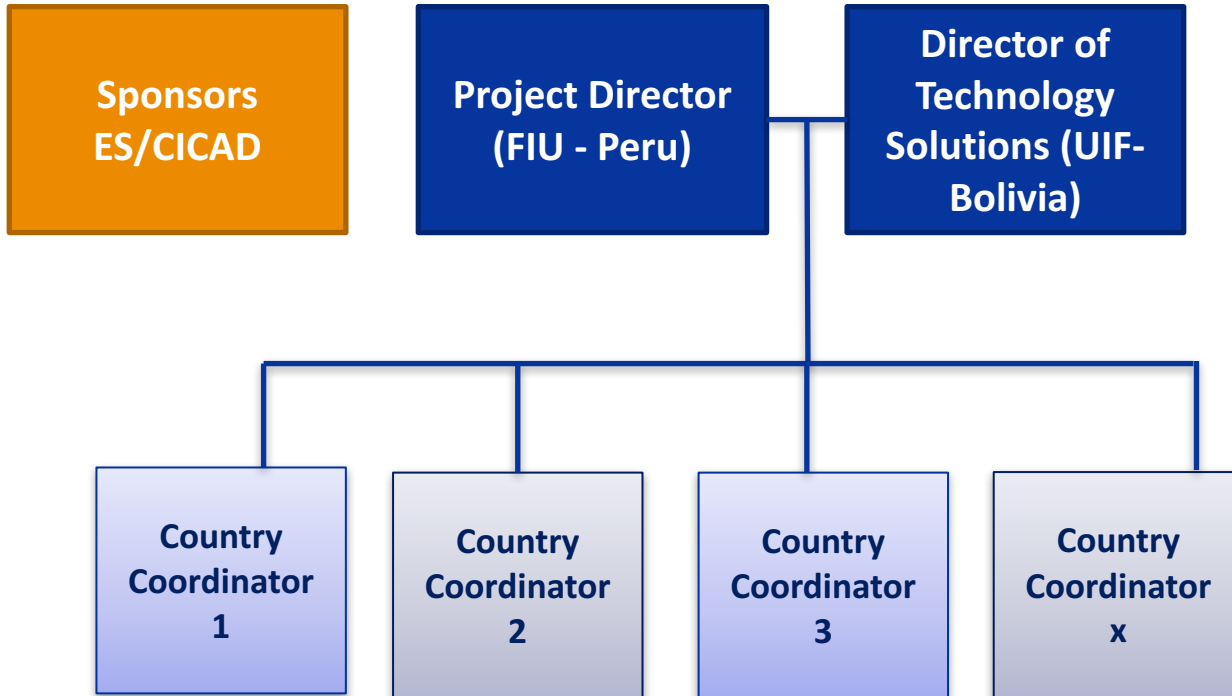 Sponsors
ES/CICAD
Project Director
(FIU - Peru)
Director of
Technology
Solutions (UIF-
Bolivia)
Country
Coordinator
1
Country
Coordinator
2
Country
Coordinator
3
Country
Coordinator
x